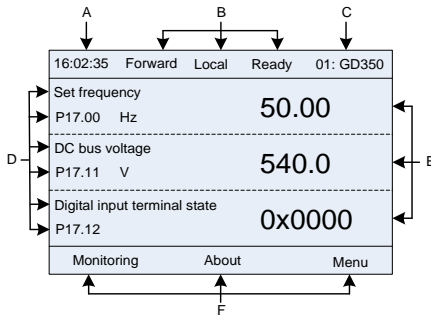 A B C
16:02:35 Forward Local Ready 01: GD350
Set frequency
P17.00 Hz 50.00
DC bus voltage
P17.11 V 540.0
Digital input terminal state
P17.12 0x0000
D E
Monitoring About Menu
F